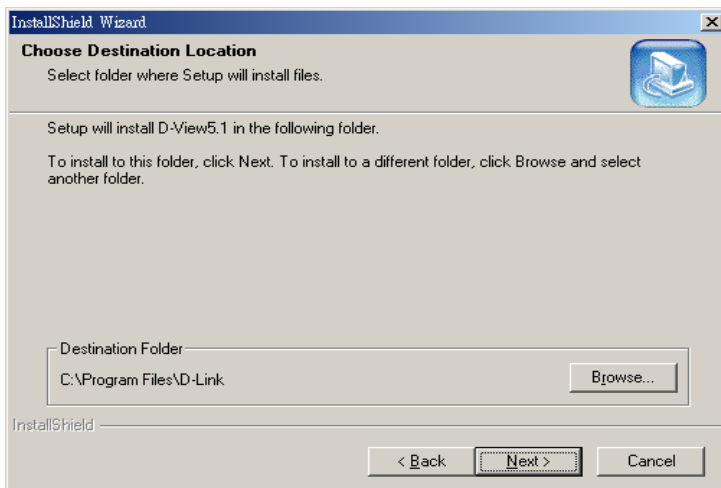 InstallShield Wizard
Choose Destination Location
Select folder where Setup will install files.
Setup will install D-View5.1 in the following folder.
To install to this folder, click Next. To install to a different folder, click Browse and select
another folder.
Destination Folder
C:\Program Files\D-Link
Browse...
InstallShield
< Back
Next >
Cancel